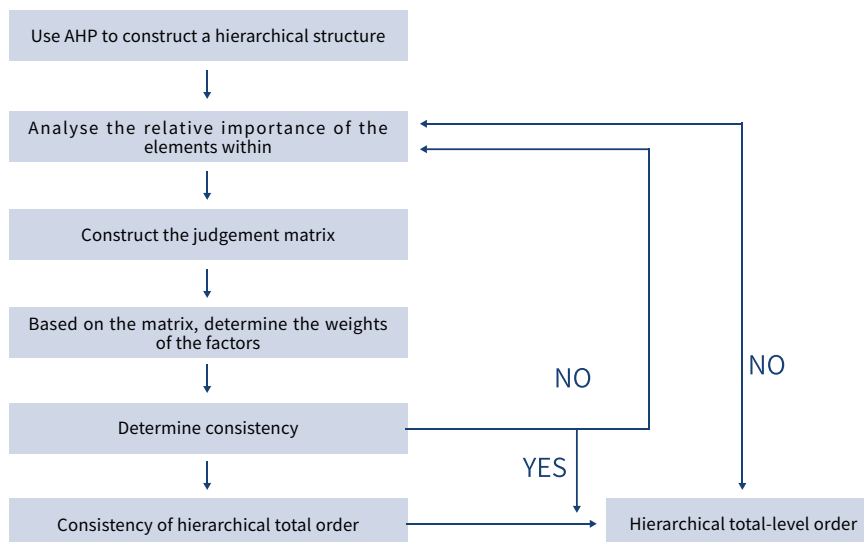 Use AHP to construct a hierarchical structure
Analyse the relative importance of the
elements within
Construct the judgement matrix
Based on the matrix, determine the weights
of the factors
NO
NO
Determine consistency
YES
Consistency of hierarchical total order
Hierarchical total-level order